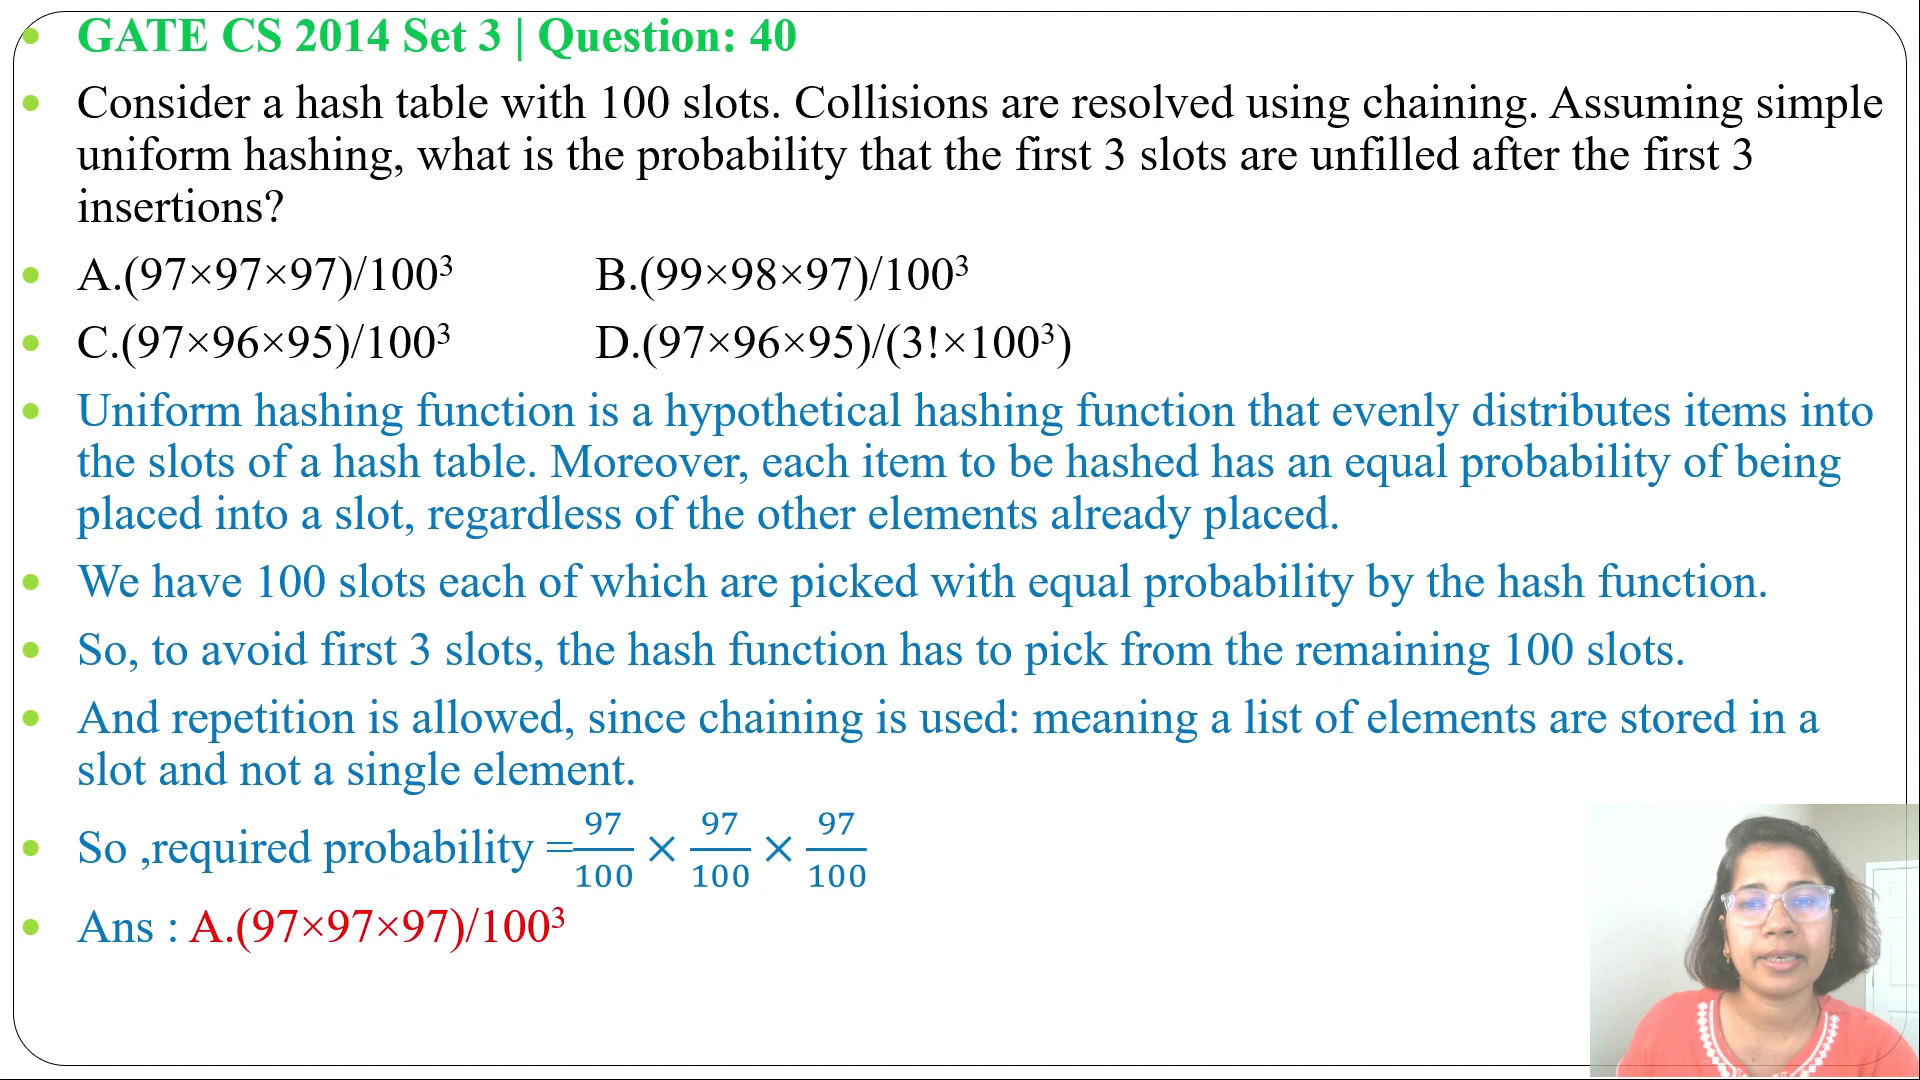 GATE CS 2014 Set 3 | Question: 40
Consider a hash table with 100 slots. Collisions are resolved using chaining. Assuming simple
uniform hashing, what is the probability that the first 3 slots are unfilled after the first 3
insertions?
A.(97×97×97)/100³ B.(99×98×97)/100³
C.(97×96×95)/100³ D.(97×96×95)/(3!×100³)
Uniform hashing function is a hypothetical hashing function that evenly distributes items into
the slots of a hash table. Moreover, each item to be hashed has an equal probability of being
placed into a slot, regardless of the other elements already placed.
We have 100 slots each of which are picked with equal probability by the hash function.
So, to avoid first 3 slots, the hash function has to pick from the remaining 100 slots.
And repetition is allowed, since chaining is used: meaning a list of elements are stored in a
slot and not a single element.
So ,required probability =97/100 × 97/100 × 97/100
Ans : A.(97×97×97)/100³